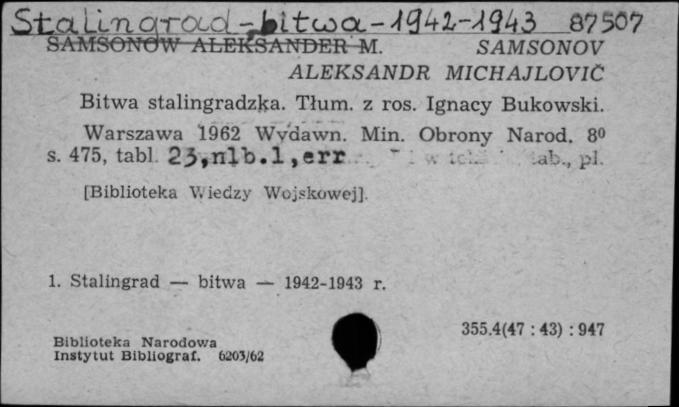 Stalingrad - bitwa - 1942-1943 87507
SAMSONOW ALEKSANDER M. SAMSONOV
ALEKSANDR MICHAJLOVIČ
Bitwa stalingradzka. Tłum. z ros. Ignacy Bukowski.
Warszawa 1962 Wydawn. Min. Obrony Narod. 8⁰
s. 475, tabl. 23, nlb. 1, err tab., pl.
[Biblioteka Wiedzy Wojskowej].
1. Stalingrad — bitwa — 1942-1943 r.
355.4(47 : 43) : 947
Biblioteka Narodowa
Instytut Bibliograf. 6203/62